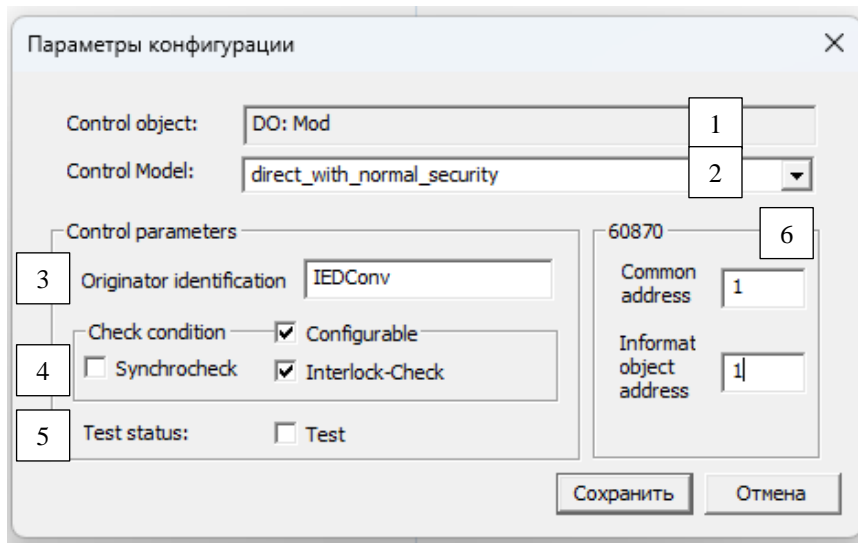 Параметры конфигурации
Control object: DO: Mod 1
Control Model: direct_with_normal_security 2
Control parameters
3 Originator identification IEDConv
Check condition Configurable
4 Synchrocheck Interlock-Check
5 Test status: Test
60870 6
Common
address 1
Informat
object
address 1
Сохранить Отмена